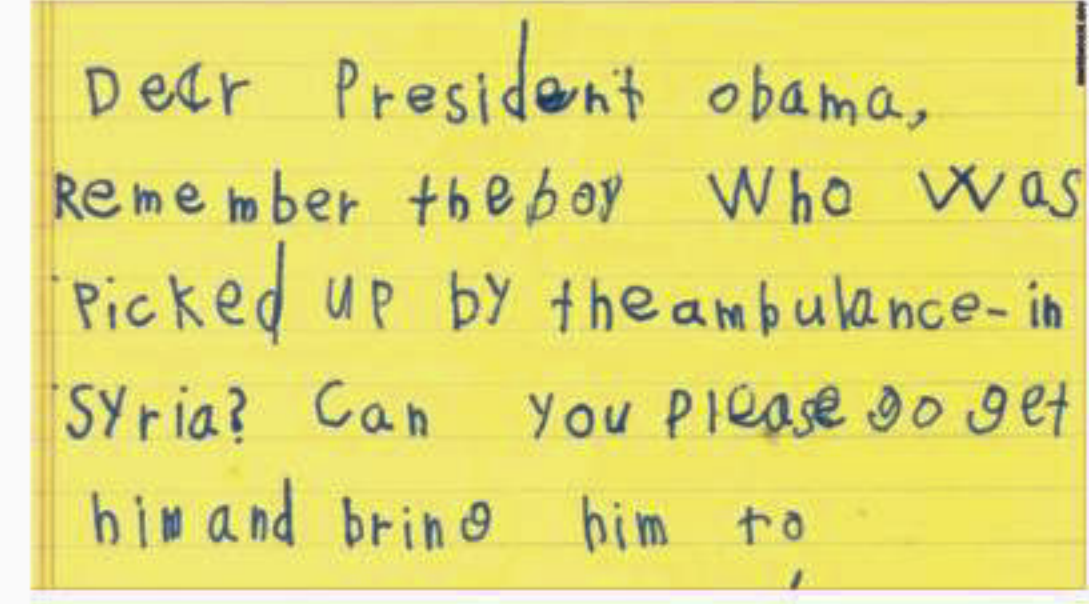 Dear President obama,
Remember the boy Who was
Picked up by the ambulance- in
Syria? Can you please go get
him and bring him to